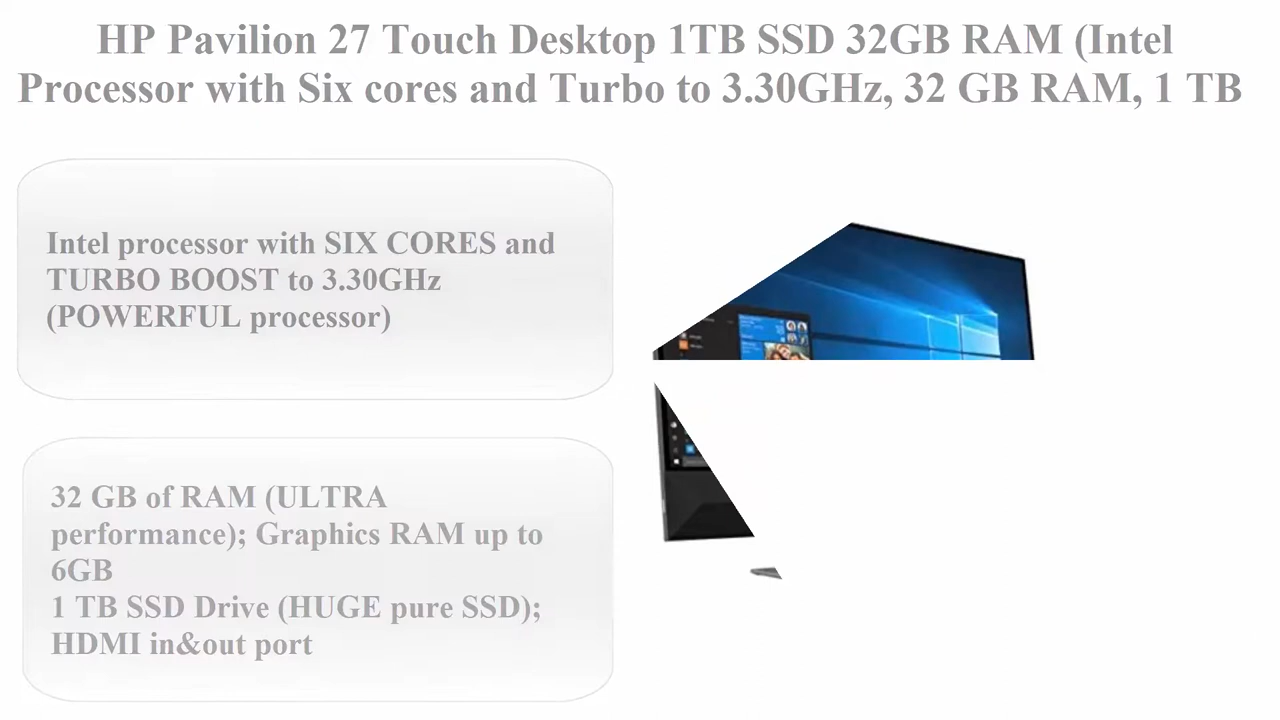 HP Pavilion 27 Touch Desktop 1TB SSD 32GB RAM (Intel
Processor with Six cores and Turbo to 3.30GHz, 32 GB RAM, 1 TB
Intel processor with SIX CORES and
TURBO BOOST to 3.30GHz
(POWERFUL processor)
32 GB of RAM (ULTRA
performance); Graphics RAM up to
6GB
1 TB SSD Drive (HUGE pure SSD);
HDMI in&out port